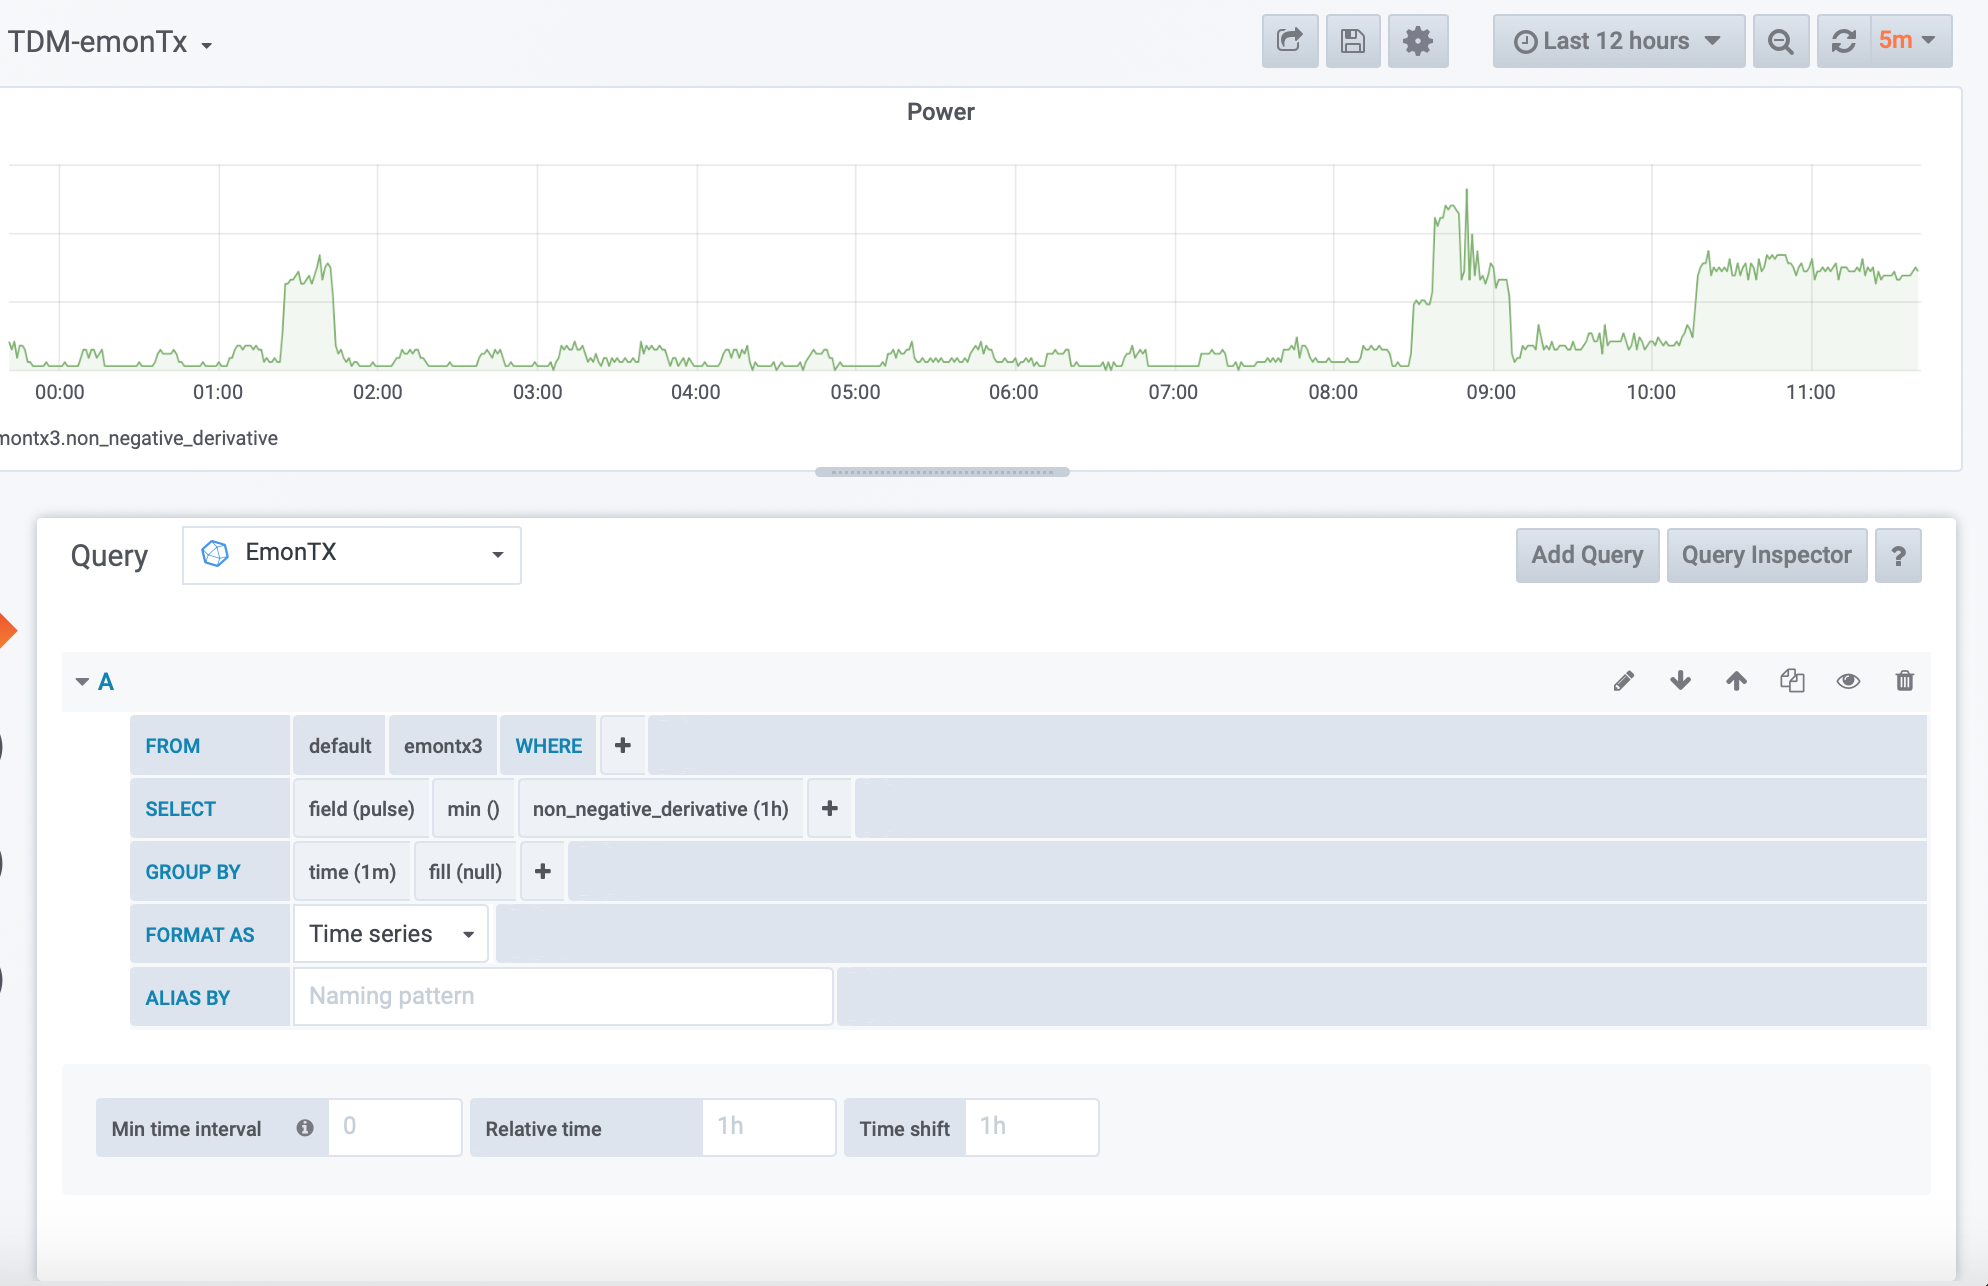 TDM-emonTx
Last 12 hours
5m
Power
00:00 01:00 02:00 03:00 04:00 05:00 06:00 07:00 08:00 09:00 10:00 11:00
montx3.non_negative_derivative
Query
EmonTX
Add Query
Query Inspector
?
A
FROM default emontx3 WHERE +
SELECT field (pulse) min () non_negative_derivative (1h) +
GROUP BY time (1m) fill (null) +
FORMAT AS Time series
ALIAS BY Naming pattern
Min time interval 0 Relative time 1h Time shift 1h